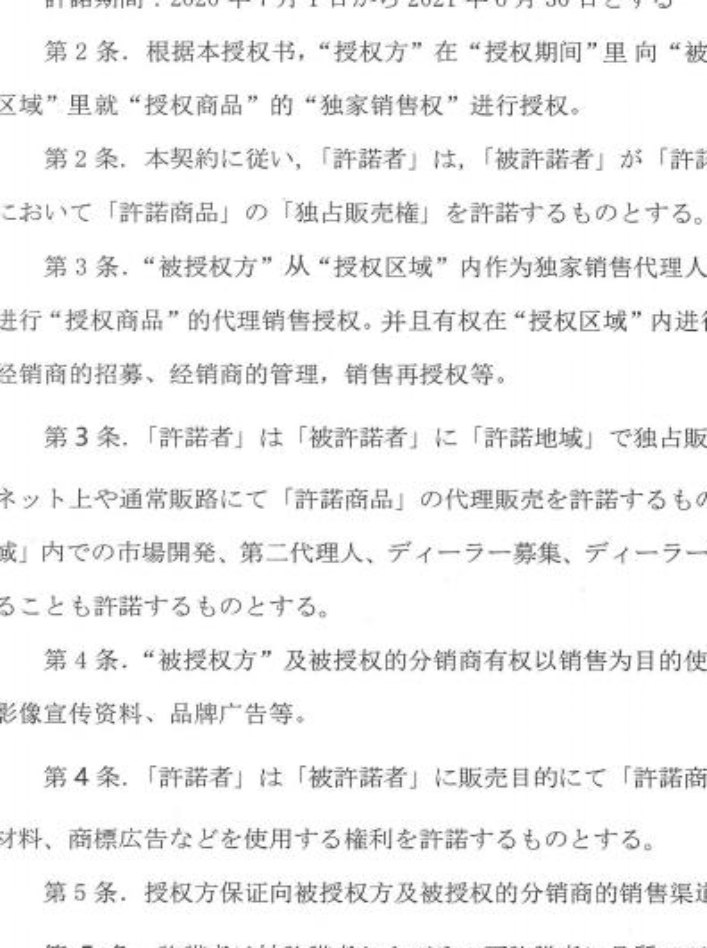 許諾期間：2020 年 7 月 1 日から 2021 年 6 月 30 日とする
第 2 条．根据本授权书，“授权方”在“授权期间”里 向“被
区域”里就“授权商品”的“独家销售权”进行授权。
第 2 条．本契約に従い,「許諾者」は,「被許諾者」が「許諾
において「許諾商品」の「独占販売権」を許諾するものとする。
第 3 条．“被授权方”从“授权区域”内作为独家销售代理人
进行“授权商品”的代理销售授权。并且有权在“授权区域”内进行
经销商的招募、经销商的管理，销售再授权等。
第 3 条．「許諾者」は「被許諾者」に「許諾地域」で独占販
ネット上や通常販路にて「許諾商品」の代理販売を許諾するもの
域」内での市場開発、第二代理人、ディーラー募集、ディーラー
ることも許諾するものとする。
第 4 条．“被授权方”及被授权的分销商有权以销售为目的使
影像宣传资料、品牌广告等。
第 4 条．「許諾者」は「被許諾者」に販売目的にて「許諾商
材料、商標広告などを使用する権利を許諾するものとする。
第 5 条．授权方保证向被授权方及被授权的分销商的销售渠道